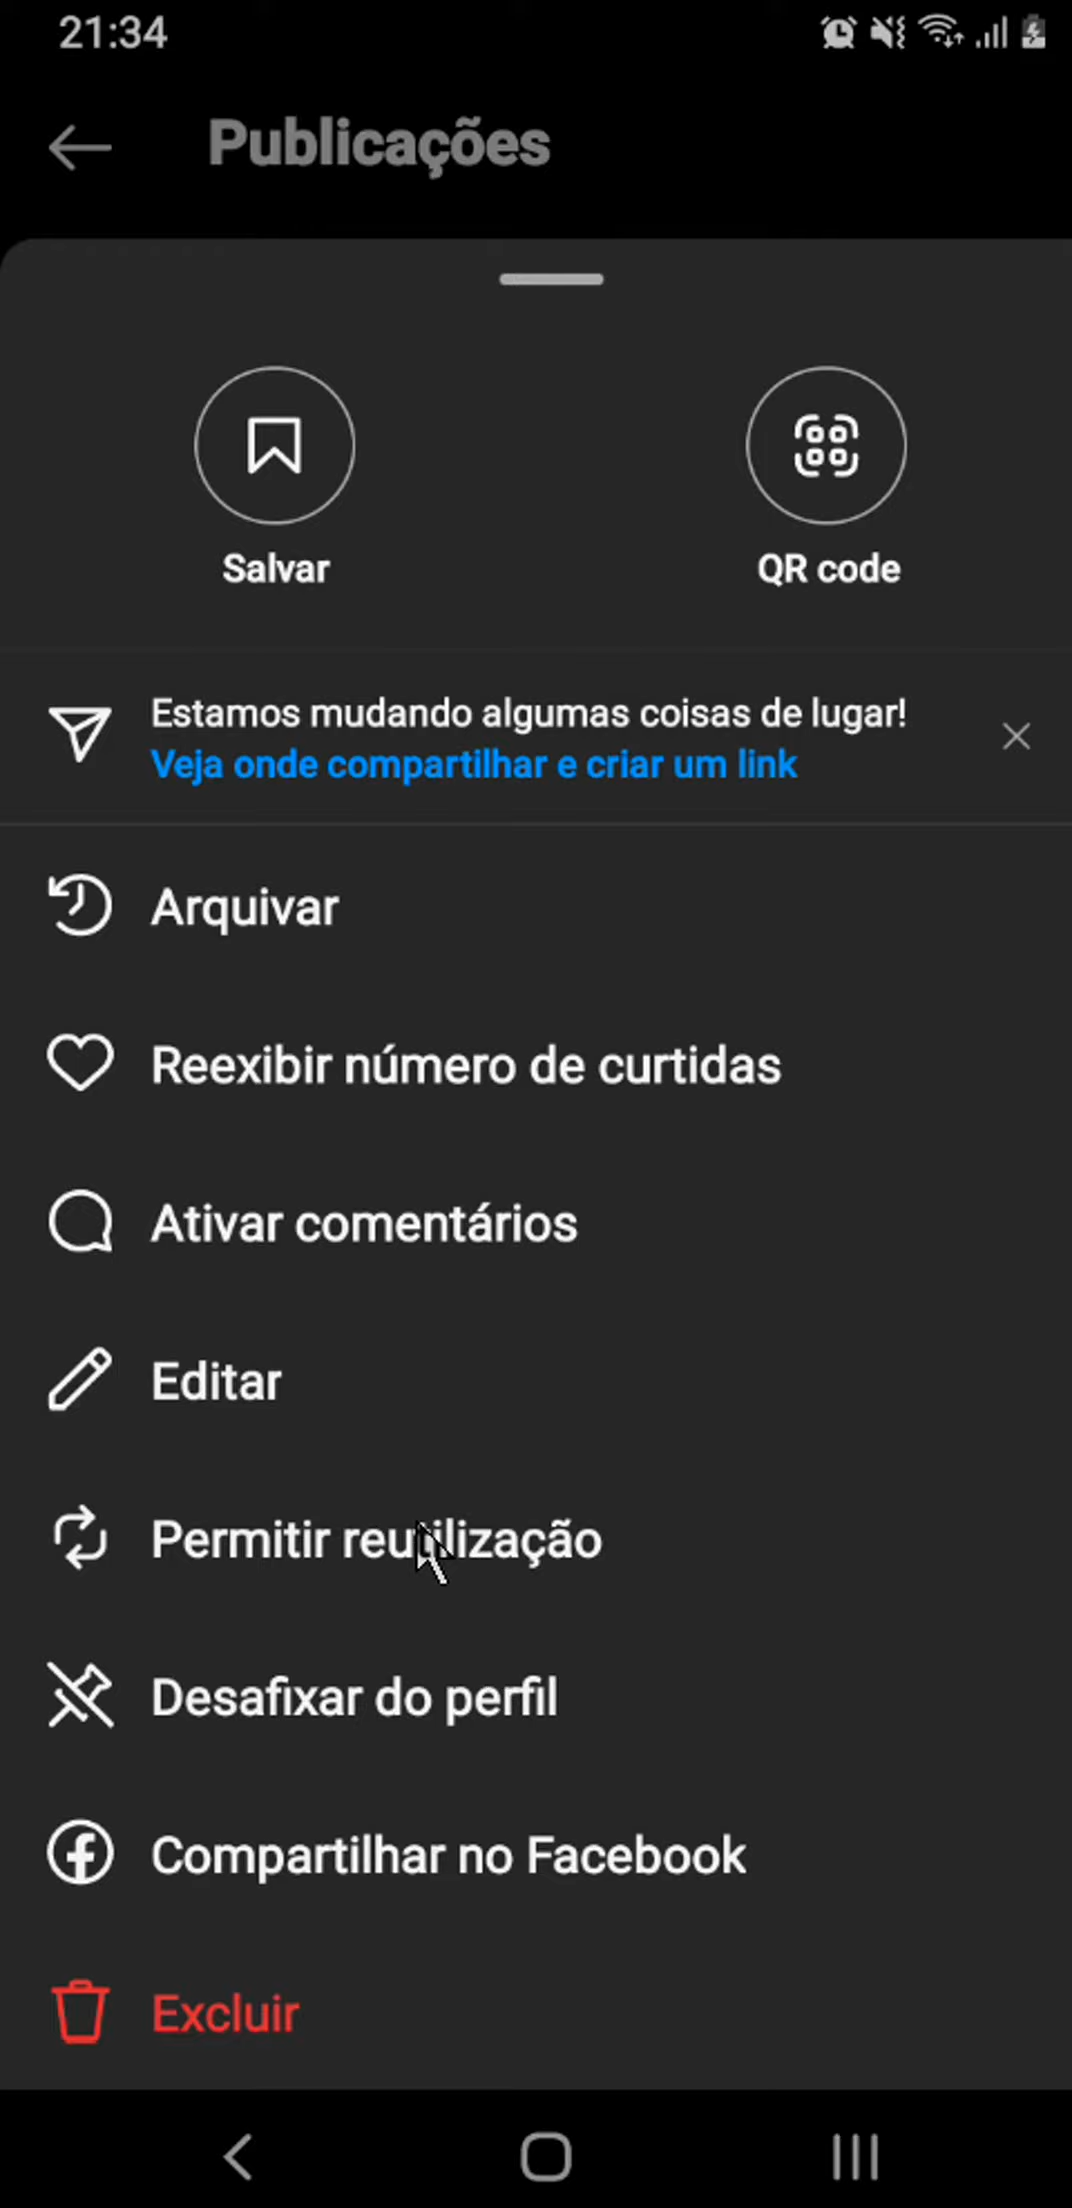 21:34
Publicações
Salvar
QR code
Estamos mudando algumas coisas de lugar!
Veja onde compartilhar e criar um link
Arquivar
Reexibir número de curtidas
Ativar comentários
Editar
Permitir reutilização
Desafixar do perfil
Compartilhar no Facebook
Excluir